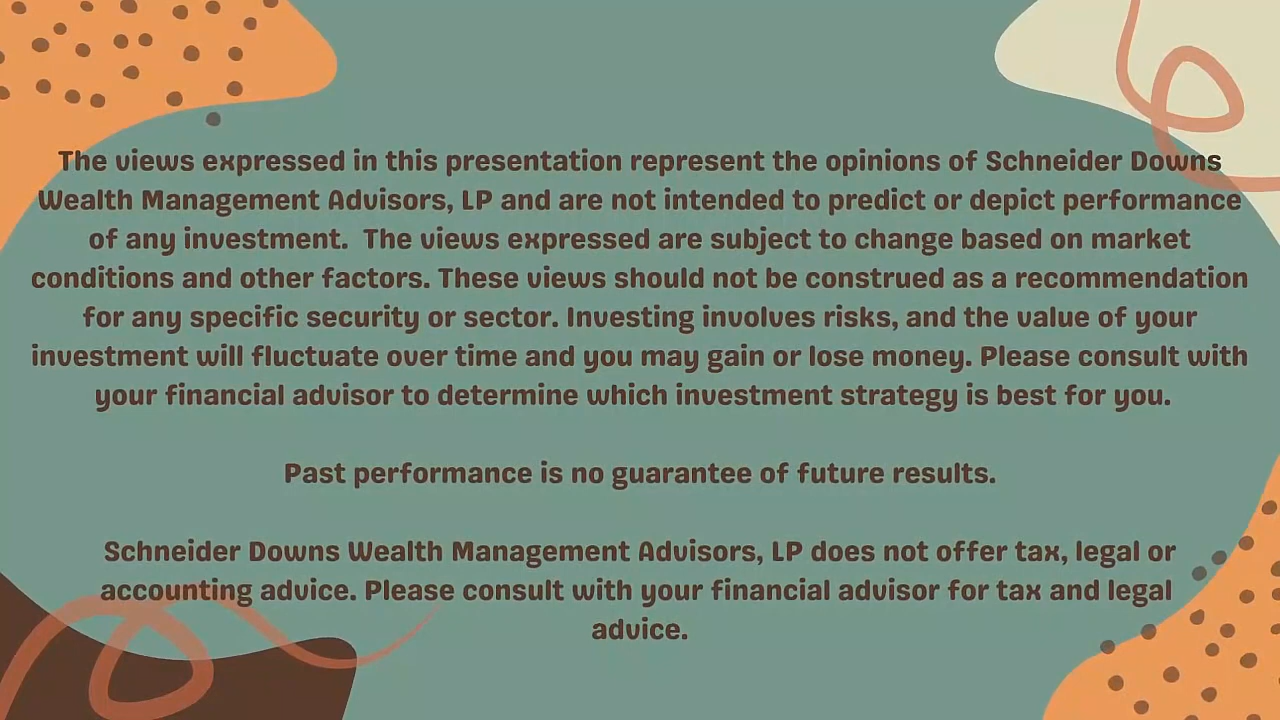 The views expressed in this presentation represent the opinions of Schneider Downs
Wealth Management Advisors, LP and are not intended to predict or depict performance
of any investment.  The views expressed are subject to change based on market
conditions and other factors. These views should not be construed as a recommendation
for any specific security or sector. Investing involves risks, and the value of your
investment will fluctuate over time and you may gain or lose money. Please consult with
your financial advisor to determine which investment strategy is best for you.
Past performance is no guarantee of future results.
Schneider Downs Wealth Management Advisors, LP does not offer tax, legal or
accounting advice. Please consult with your financial advisor for tax and legal
advice.